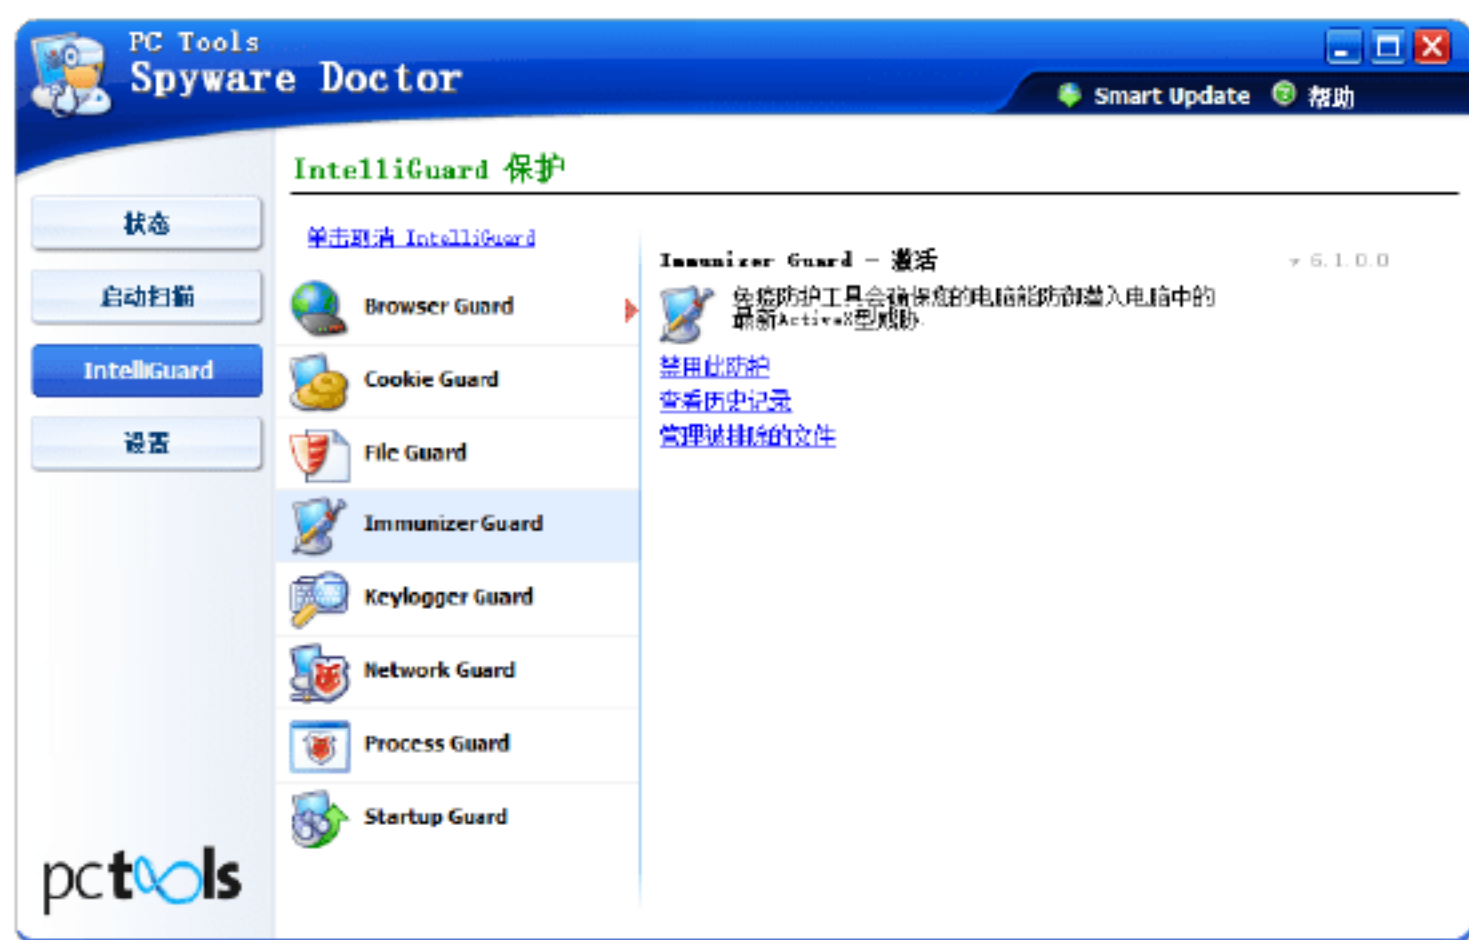 PC Tools
Spyware Doctor
Smart Update
帮助
IntelliGuard 保护
状态
启动扫描
IntelliGuard
设置
单击取消 IntelliGuard
Browser Guard
Cookie Guard
File Guard
Immunizer Guard
Keylogger Guard
Network Guard
Process Guard
Startup Guard
Immunizer Guard - 激活
v 6.1.0.0
免疫防护工具会确保您的电脑能防御潜入电脑中的
最新ActiveX型威胁.
禁用此防护
查看历史记录
管理被排除的文件
pctools